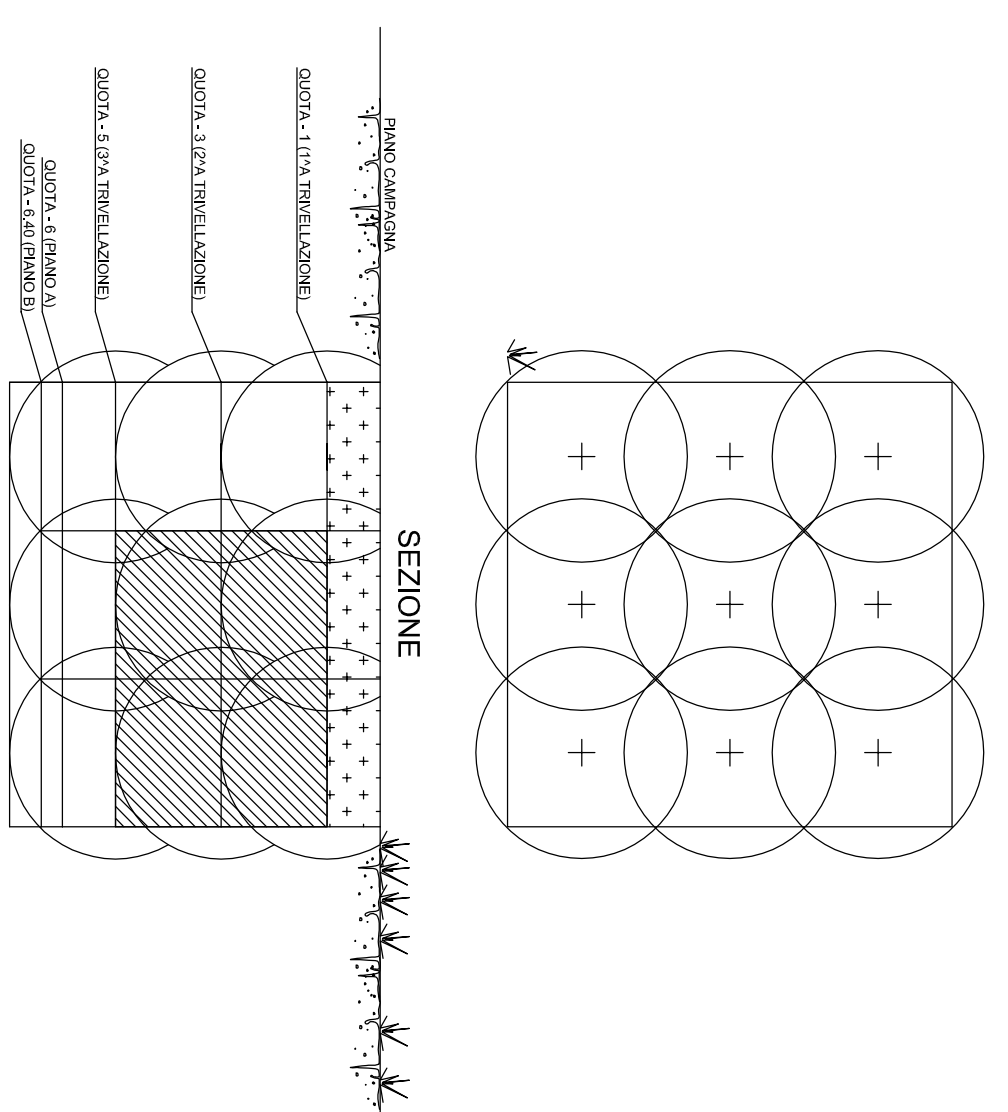 SEZIONE
PIANO CAMPAGNA
QUOTA - 1 (1^A TRIVELLAZIONE)
QUOTA - 3 (2^A TRIVELLAZIONE)
QUOTA - 5 (3^A TRIVELLAZIONE)
QUOTA - 6 (PIANO A)
QUOTA - 6.40 (PIANO B)